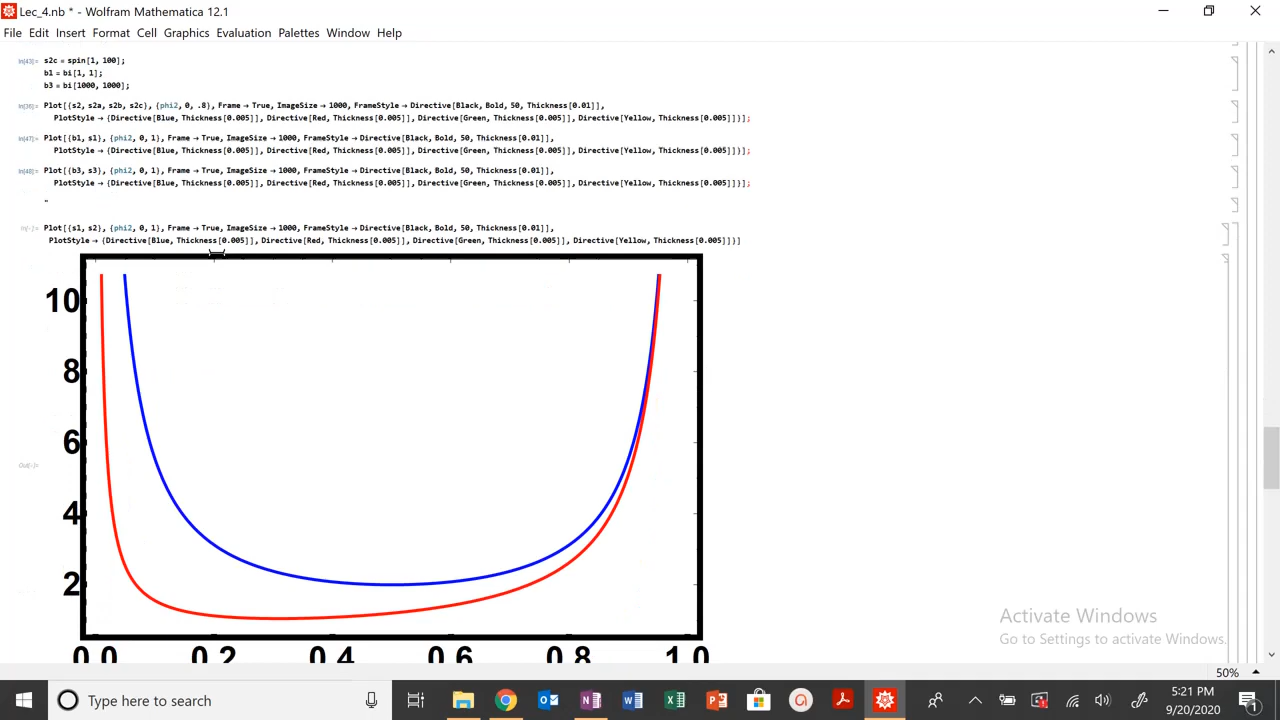 Lec_4.nb * - Wolfram Mathematica 12.1
File Edit Insert Format Cell Graphics Evaluation Palettes Window Help
In[43]:= s2c = spin[1, 100];
b1 = bi[1, 1];
b3 = bi[1000, 1000];
In[36]:= Plot[{s2, s2a, s2b, s2c}, {phi2, 0, .8}, Frame → True, ImageSize → 1000, FrameStyle → Directive[Black, Bold, 50, Thickness[0.01]],
PlotStyle → {Directive[Blue, Thickness[0.005]], Directive[Red, Thickness[0.005]], Directive[Green, Thickness[0.005]], Directive[Yellow, Thickness[0.005]]}];
In[47]:= Plot[{b1, s1}, {phi2, 0, 1}, Frame → True, ImageSize → 1000, FrameStyle → Directive[Black, Bold, 50, Thickness[0.01]],
PlotStyle → {Directive[Blue, Thickness[0.005]], Directive[Red, Thickness[0.005]], Directive[Green, Thickness[0.005]], Directive[Yellow, Thickness[0.005]]}];
In[48]:= Plot[{b3, s3}, {phi2, 0, 1}, Frame → True, ImageSize → 1000, FrameStyle → Directive[Black, Bold, 50, Thickness[0.01]],
PlotStyle → {Directive[Blue, Thickness[0.005]], Directive[Red, Thickness[0.005]], Directive[Green, Thickness[0.005]], Directive[Yellow, Thickness[0.005]]}];
"
In[•]:= Plot[{s1, s2}, {phi2, 0, 1}, Frame → True, ImageSize → 1000, FrameStyle → Directive[Black, Bold, 50, Thickness[0.01]],
PlotStyle → {Directive[Blue, Thickness[0.005]], Directive[Red, Thickness[0.005]], Directive[Green, Thickness[0.005]], Directive[Yellow, Thickness[0.005]]}]
10
8
6
Out[•]=
4
2
0.0 0.2 0.4 0.6 0.8 1.0
Activate Windows
Go to Settings to activate Windows.
50%
Type here to search
5:21 PM
9/20/2020
1